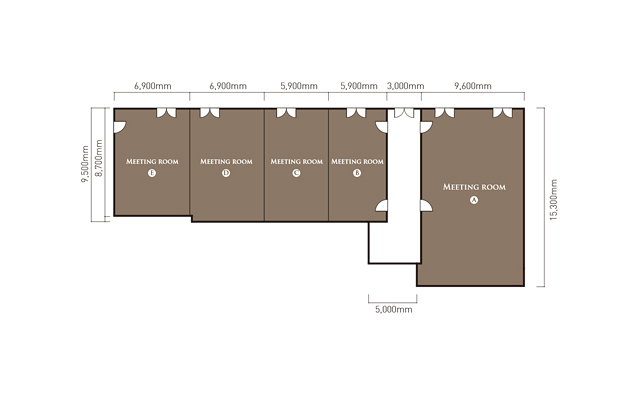 6,900mm 6,900mm 5,900mm 5,900mm 3,000mm 9,600mm
9,500mm
8,700mm
MEETING ROOM
E
MEETING ROOM
D
MEETING ROOM
C
MEETING ROOM
B
MEETING ROOM
A
15,300mm
5,000mm